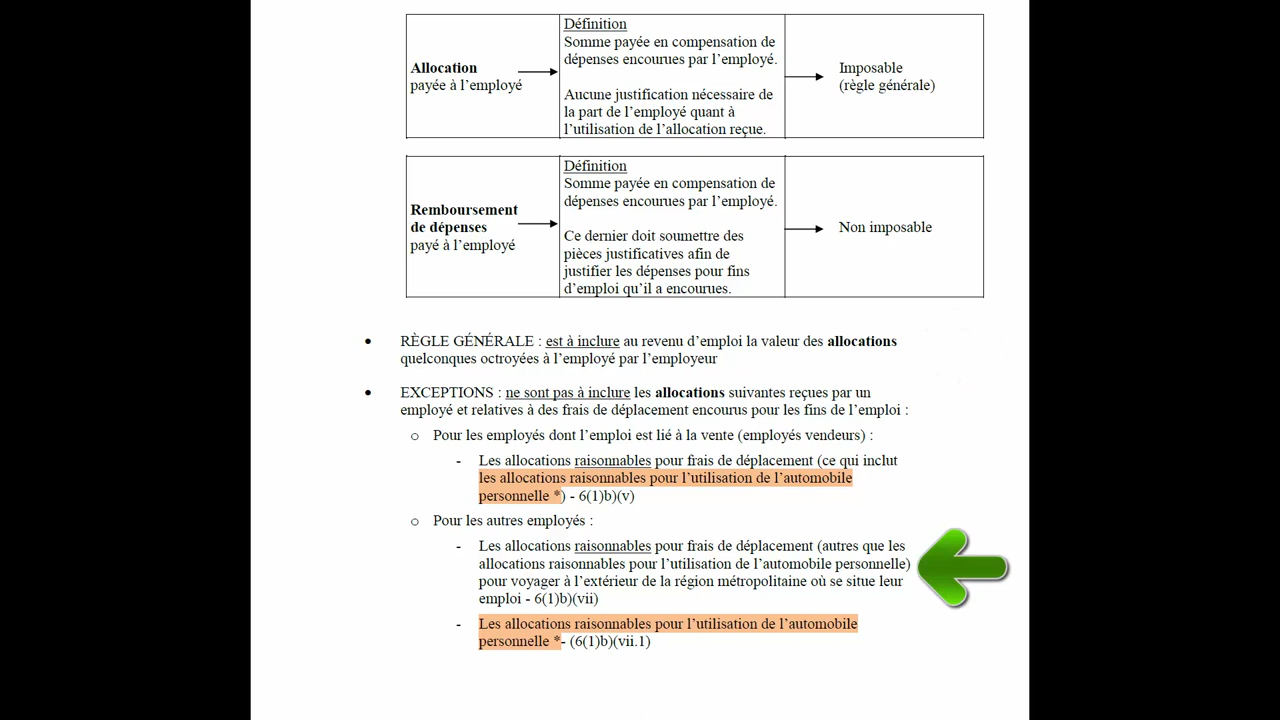 Définition
Somme payée en compensation de
dépenses encourues par l'employé.
Allocation
payée à l'employé
Imposable
(règle générale)
Aucune justification nécessaire de
la part de l'employé quant à
l'utilisation de l'allocation reçue.
Définition
Somme payée en compensation de
dépenses encourues par l'employé.
Remboursement
de dépenses
payé à l'employé
Non imposable
Ce dernier doit soumettre des
pièces justificatives afin de
justifier les dépenses pour fins
d'emploi qu'il a encourues.
• RÈGLE GÉNÉRALE : est à inclure au revenu d'emploi la valeur des allocations
quelconques octroyées à l'employé par l'employeur
• EXCEPTIONS : ne sont pas à inclure les allocations suivantes reçues par un
employé et relatives à des frais de déplacement encourus pour les fins de l'emploi :
o Pour les employés dont l'emploi est lié à la vente (employés vendeurs) :
- Les allocations raisonnables pour frais de déplacement (ce qui inclut
les allocations raisonnables pour l'utilisation de l'automobile
personnelle *) - 6(1)b)(v)
o Pour les autres employés :
- Les allocations raisonnables pour frais de déplacement (autres que les
allocations raisonnables pour l'utilisation de l'automobile personnelle)
pour voyager à l'extérieur de la région métropolitaine où se situe leur
emploi - 6(1)b)(vii)
- Les allocations raisonnables pour l'utilisation de l'automobile
personnelle *- (6(1)b)(vii.1)